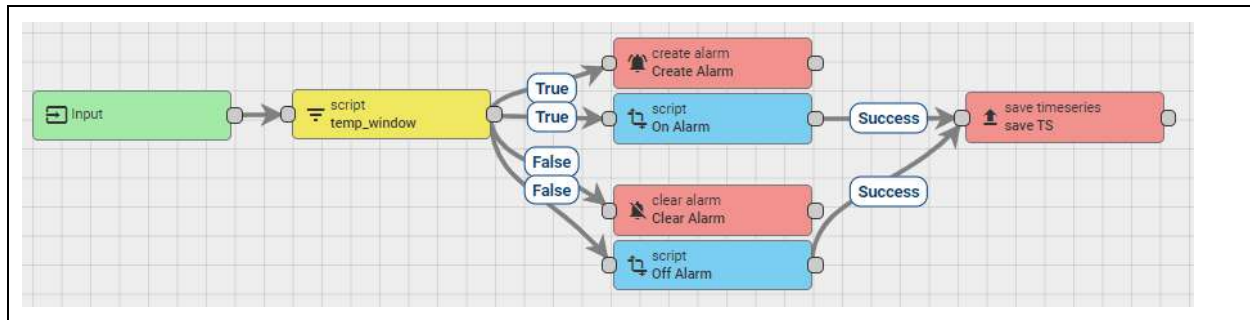 Input
script
temp_window
True
True
False
False
create alarm
Create Alarm
script
On Alarm
clear alarm
Clear Alarm
script
Off Alarm
Success
Success
save timeseries
save TS